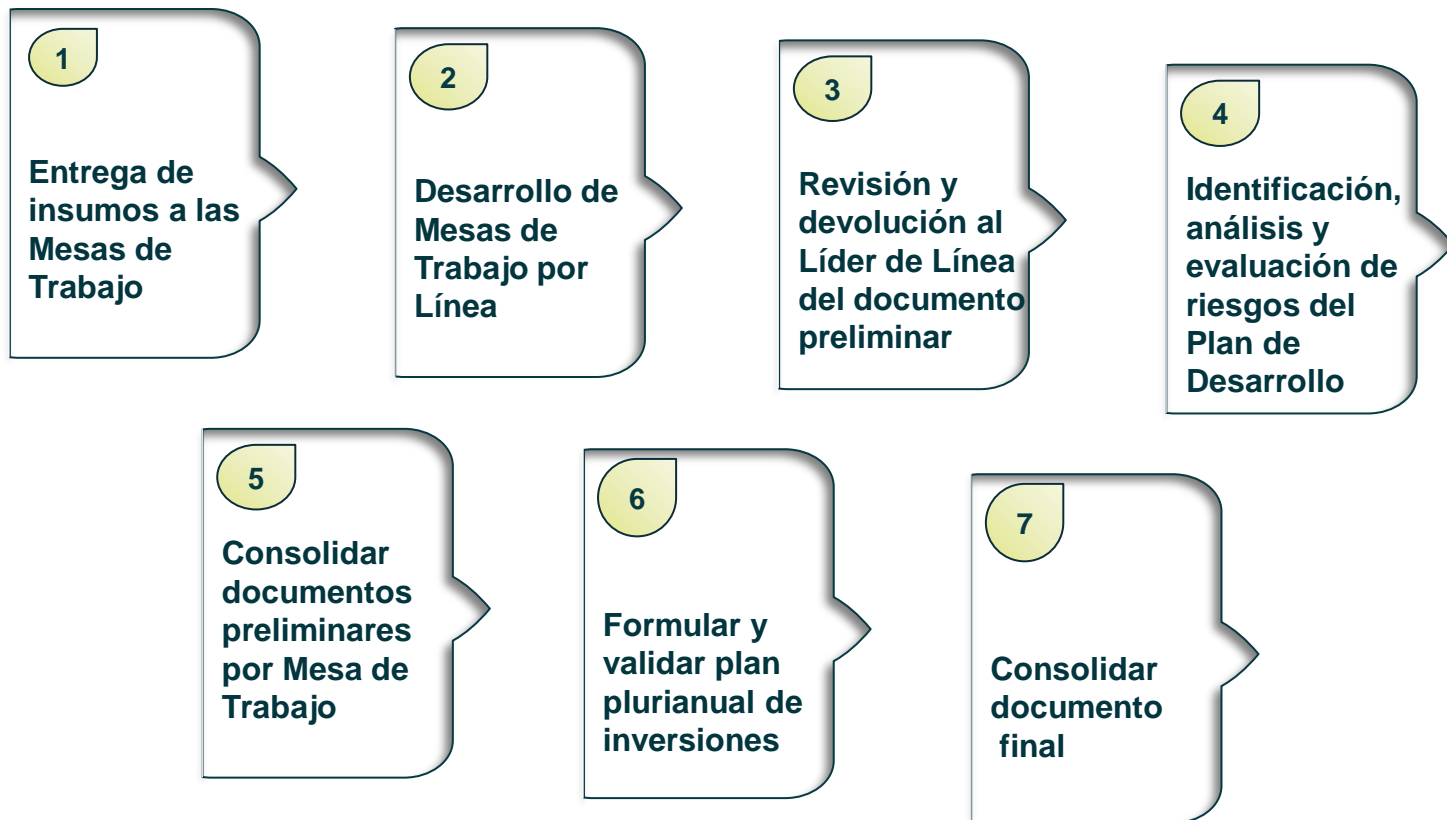 1
Entrega de
insumos a las
Mesas de
Trabajo
2
Desarrollo de
Mesas de
Trabajo por
Línea
3
Revisión y
devolución al
Líder de Línea
del documento
preliminar
4
Identificación,
análisis y
evaluación de
riesgos del
Plan de
Desarrollo
5
Consolidar
documentos
preliminares
por Mesa de
Trabajo
6
Formular y
validar plan
plurianual de
inversiones
7
Consolidar
documento
final